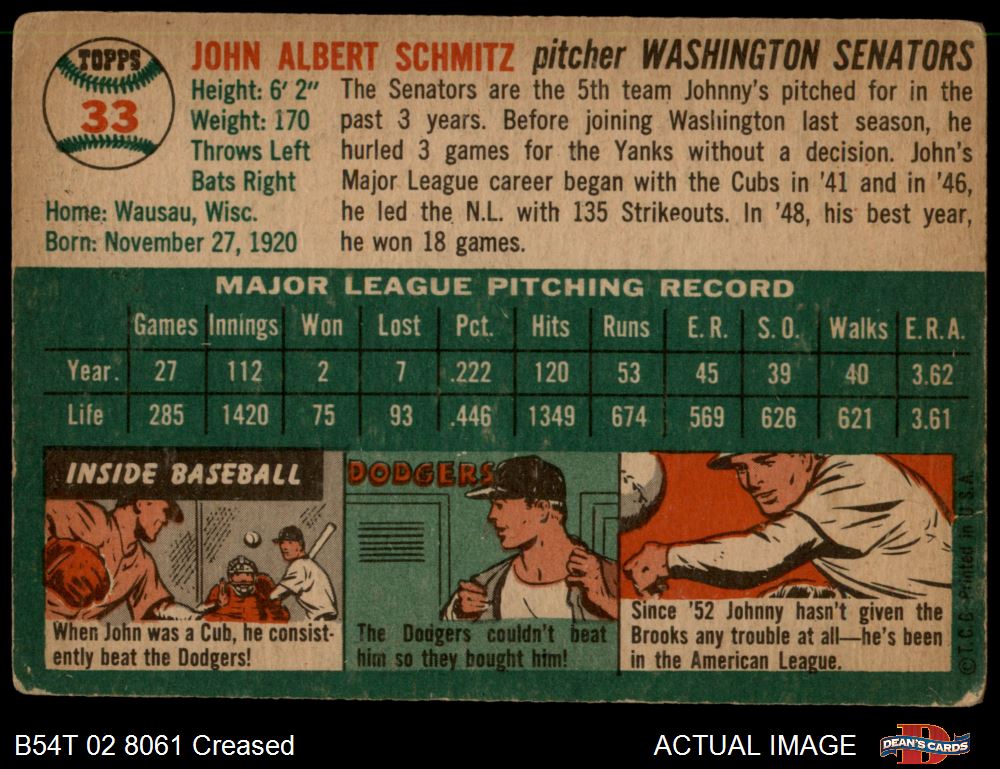 TOPPS
33
JOHN ALBERT SCHMITZ pitcher WASHINGTON SENATORS
Height: 6' 2"
Weight: 170
Throws Left
Bats Right
Home: Wausau, Wisc.
Born: November 27, 1920
The Senators are the 5th team Johnny's pitched for in the
past 3 years. Before joining Washington last season, he
hurled 3 games for the Yanks without a decision. John's
Major League career began with the Cubs in '41 and in '46,
he led the N.L. with 135 Strikeouts. In '48, his best year,
he won 18 games.
MAJOR LEAGUE PITCHING RECORD
Games Innings Won Lost Pct. Hits Runs E.R. S.O. Walks E.R.A.
Year. 27 112 2 7 .222 120 53 45 39 40 3.62
Life 285 1420 75 93 .446 1349 674 569 626 621 3.61
INSIDE BASEBALL
When John was a Cub, he consist-
ently beat the Dodgers!
DODGERS
The Dodgers couldn't beat
him so they bought him!
Since '52 Johnny hasn't given the
Brooks any trouble at all—he's been
in the American League.
© T.C.G. Printed in U.S.A.
B54T 02 8061 Creased
ACTUAL IMAGE
DEAN'S CARDS